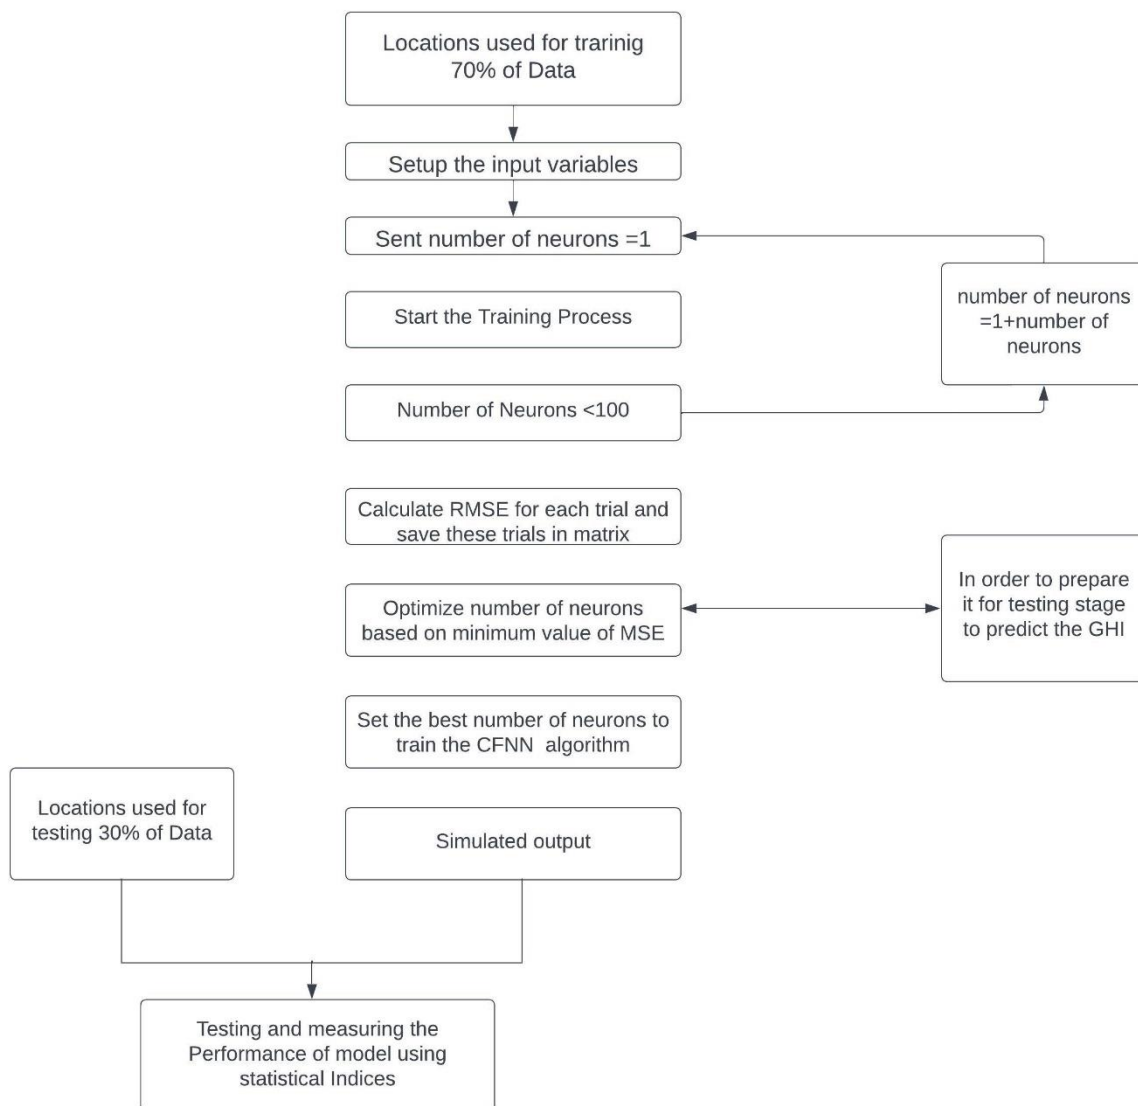 Locations used for trarinig
70% of Data
Setup the input variables
Sent number of neurons =1
number of neurons
=1+number of
neurons
Start the Training Process
Number of Neurons <100
Calculate RMSE for each trial and
save these trials in matrix
In order to prepare
it for testing stage
to predict the GHI
Optimize number of neurons
based on minimum value of MSE
Set the best number of neurons to
train the CFNN algorithm
Locations used for
testing 30% of Data
Simulated output
Testing and measuring the
Performance of model using
statistical Indices